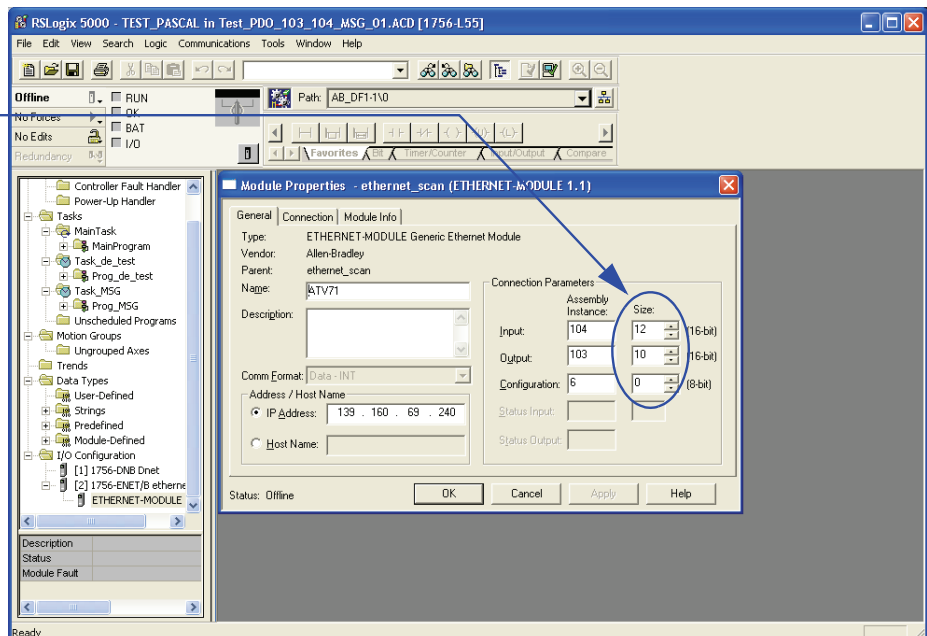 RSLogix 5000 - TEST_PASCAL in Test_PDO_103_104_MSG_01.ACD [1756-L55]
File Edit View Search Logic Communications Tools Window Help
Offline
RUN
Path: AB_DF1-1\0
No Forces
OK
No Edits
BAT
Redundancy
I/O
Favorites Bit Timer/Counter Input/Output Compare
Controller Fault Handler
Power-Up Handler
Tasks
MainTask
MainProgram
Task_de_test
Prog_de_test
Task_MSG
Prog_MSG
Unscheduled Programs
Motion Groups
Ungrouped Axes
Trends
Data Types
User-Defined
Strings
Predefined
Module-Defined
I/O Configuration
[1] 1756-DNB Dnet
[2] 1756-ENET/B etherne
ETHERNET-MODULE
Description
Status
Module Fault
Module Properties - ethernet_scan (ETHERNET-MODULE 1.1)
General Connection Module Info
Type: ETHERNET-MODULE Generic Ethernet Module
Vendor: Allen-Bradley
Parent: ethernet_scan
Name: ATV71
Description:
Comm Format: Data - INT
Address / Host Name
IP Address: 139 . 160 . 69 . 240
Host Name:
Connection Parameters
Assembly Instance: Size:
Input: 104 12 (16-bit)
Output: 103 10 (16-bit)
Configuration: 6 0 (8-bit)
Status Input:
Status Output:
Status: Offline
OK Cancel Apply Help
Ready